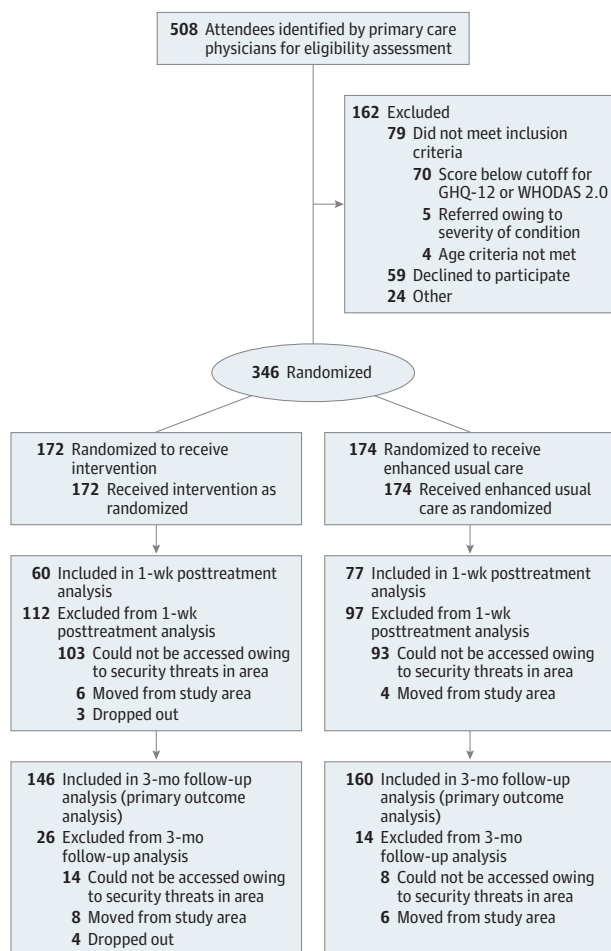 508 Attendees identified by primary care
physicians for eligibility assessment
162 Excluded
79 Did not meet inclusion
criteria
70 Score below cutoff for
GHQ-12 or WHODAS 2.0
5 Referred owing to
severity of condition
4 Age criteria not met
59 Declined to participate
24 Other
346 Randomized
172 Randomized to receive
intervention
172 Received intervention as
randomized
174 Randomized to receive
enhanced usual care
174 Received enhanced usual
care as randomized
60 Included in 1-wk posttreatment
analysis
112 Excluded from 1-wk
posttreatment analysis
103 Could not be accessed owing
to security threats in area
6 Moved from study area
3 Dropped out
77 Included in 1-wk posttreatment
analysis
97 Excluded from 1-wk
posttreatment analysis
93 Could not be accessed owing
to security threats in area
4 Moved from study area
146 Included in 3-mo follow-up
analysis (primary outcome
analysis)
26 Excluded from 3-mo
follow-up analysis
14 Could not be accessed owing
to security threats in area
8 Moved from study area
4 Dropped out
160 Included in 3-mo follow-up
analysis (primary outcome
analysis)
14 Excluded from 3-mo
follow-up analysis
8 Could not be accessed owing
to security threats in area
6 Moved from study area